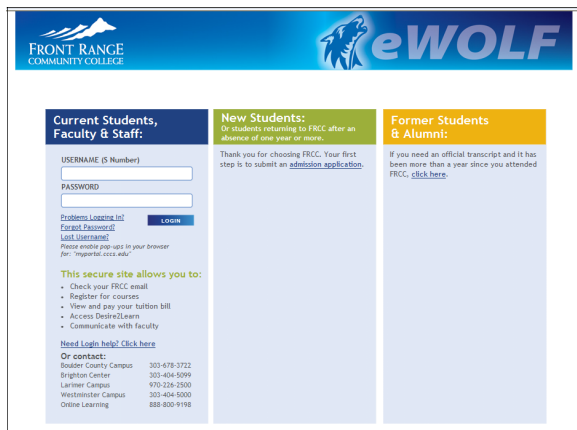 FRONT RANGE
COMMUNITY COLLEGE
eWOLF
Current Students,
Faculty & Staff:
USERNAME (S Number)
PASSWORD
Problems Logging In?
LOGIN
Forgot Password?
Lost Username?
Please enable pop-ups in your browser
for: "myportal.cccs.edu"
This secure site allows you to:
• Check your FRCC email
• Register for courses
• View and pay your tuition bill
• Access Desire2Learn
• Communicate with faculty
Need Login help? Click here
Or contact:
Boulder County Campus 303-678-3722
Brighton Center 303-404-5099
Larimer Campus 970-226-2500
Westminster Campus 303-404-5000
Online Learning 888-800-9198
New Students:
Or students returning to FRCC after an
absence of one year or more.
Thank you for choosing FRCC. Your first
step is to submit an admission application.
Former Students
& Alumni:
If you need an official transcript and it has
been more than a year since you attended
FRCC, click here.